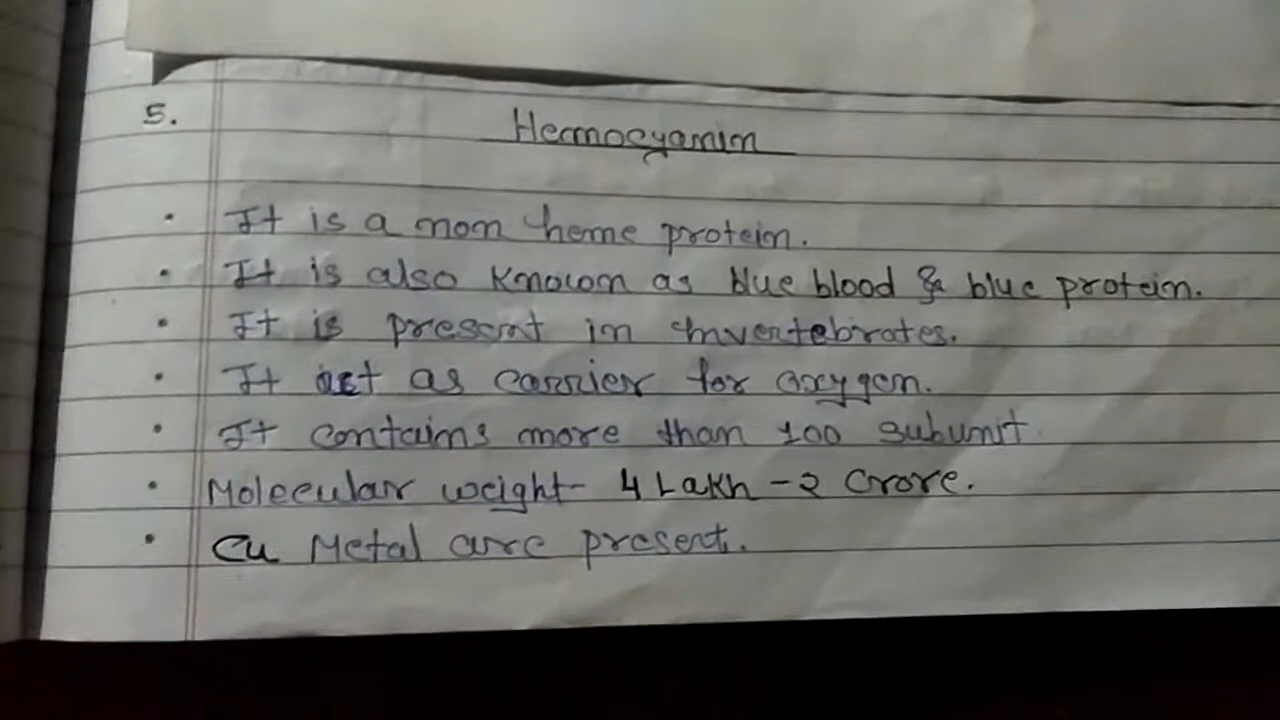 5.
Hemocyanin
• It is a non heme protein.
• It is also known as blue blood & blue protein.
• It is present in invertebrates.
• It act as carrier for oxygen.
• It contains more than 100 subunit
• Molecular weight - 4 Lakh - 2 Crore.
• Cu Metal are present.